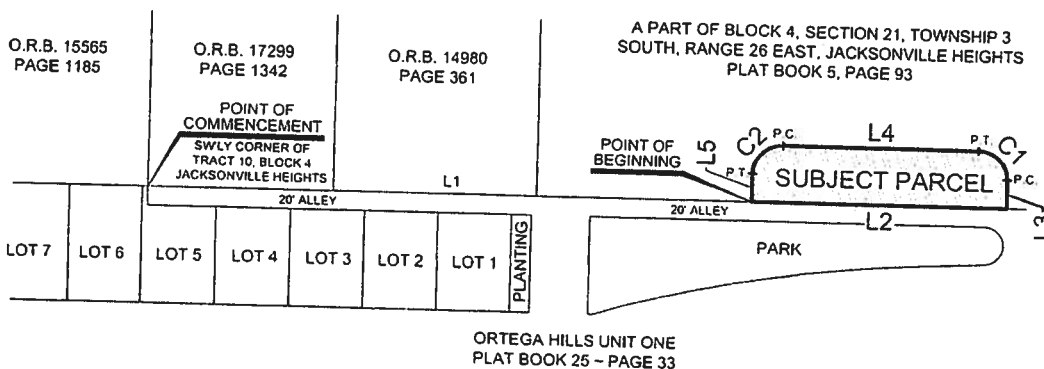 O.R.B. 15565
PAGE 1185
O.R.B. 17299
PAGE 1342
O.R.B. 14980
PAGE 361
A PART OF BLOCK 4, SECTION 21, TOWNSHIP 3
SOUTH, RANGE 26 EAST, JACKSONVILLE HEIGHTS
PLAT BOOK 5, PAGE 93
POINT OF
COMMENCEMENT
SW'LY CORNER OF
TRACT 10, BLOCK 4
JACKSONVILLE HEIGHTS
POINT OF
BEGINNING
L5
C2
P.C.
L4
P.T.
C1
P.T.
P.C.
SUBJECT PARCEL
L1
20' ALLEY
20' ALLEY
L2
L3
LOT 7
LOT 6
LOT 5
LOT 4
LOT 3
LOT 2
LOT 1
PLANTING
PARK
ORTEGA HILLS UNIT ONE
PLAT BOOK 25 ~ PAGE 33